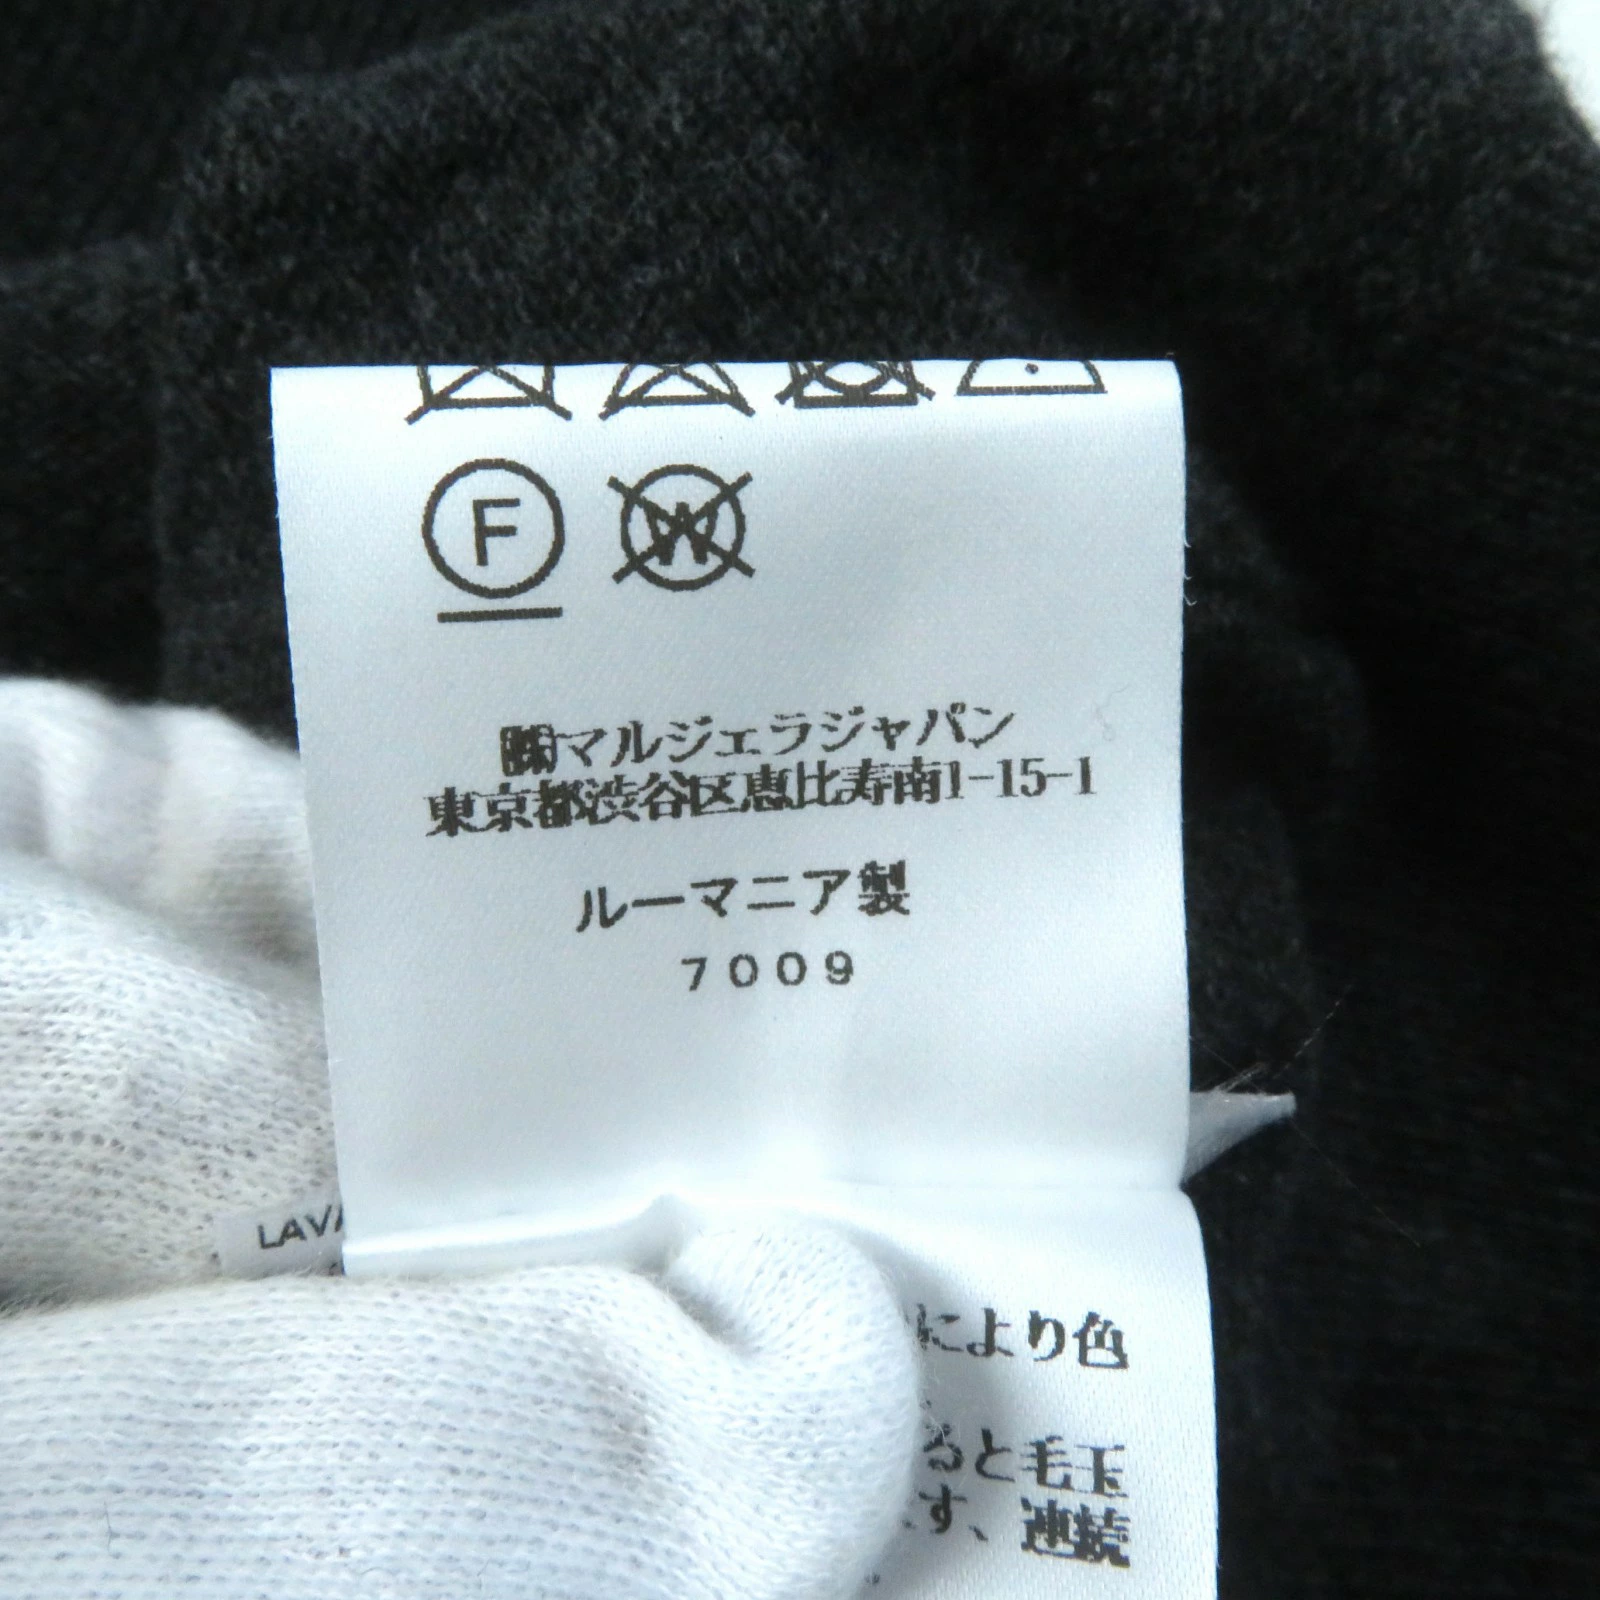 F
W
㈱マルジェラジャパン
東京都渋谷区恵比寿南1-15-1
ルーマニア製
7009
LAVA
により色
ると毛玉
す、連続